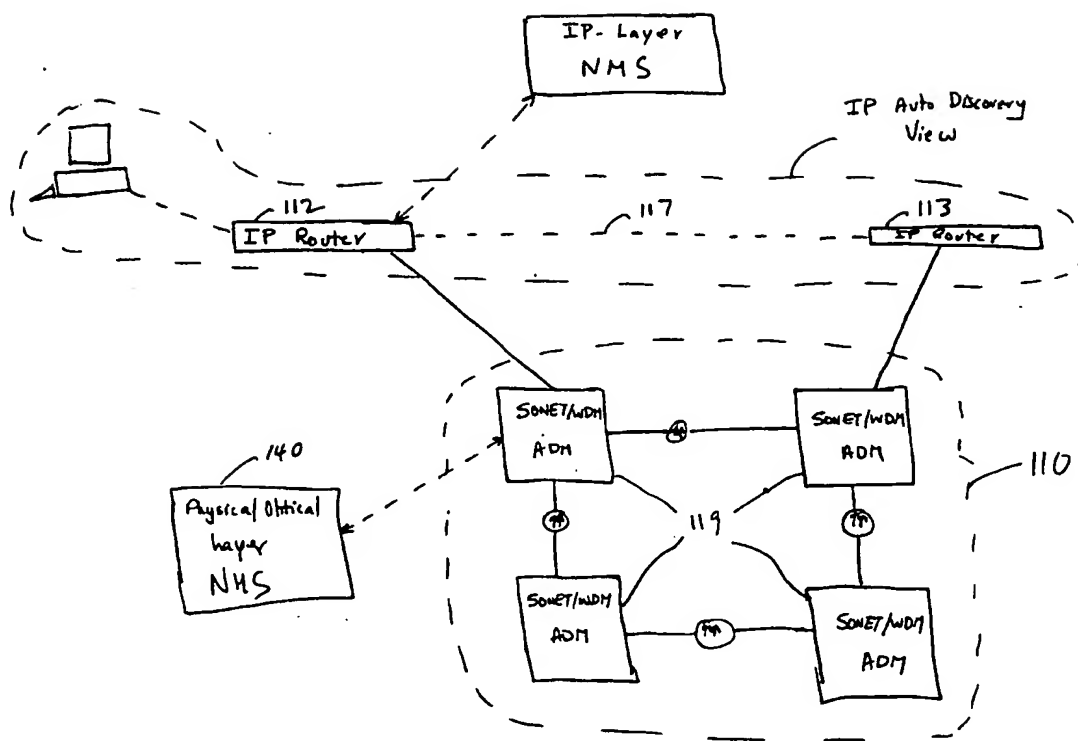 IP-Layer
NMS
IP Auto Discovery
View
112
IP Router
117
113
IP Router
SONET/WDM
ADM
SONET/WDM
ADM
140
Physical/Optical
Layer
NMS
110
119
SONET/WDM
ADM
SONET/WDM
ADM